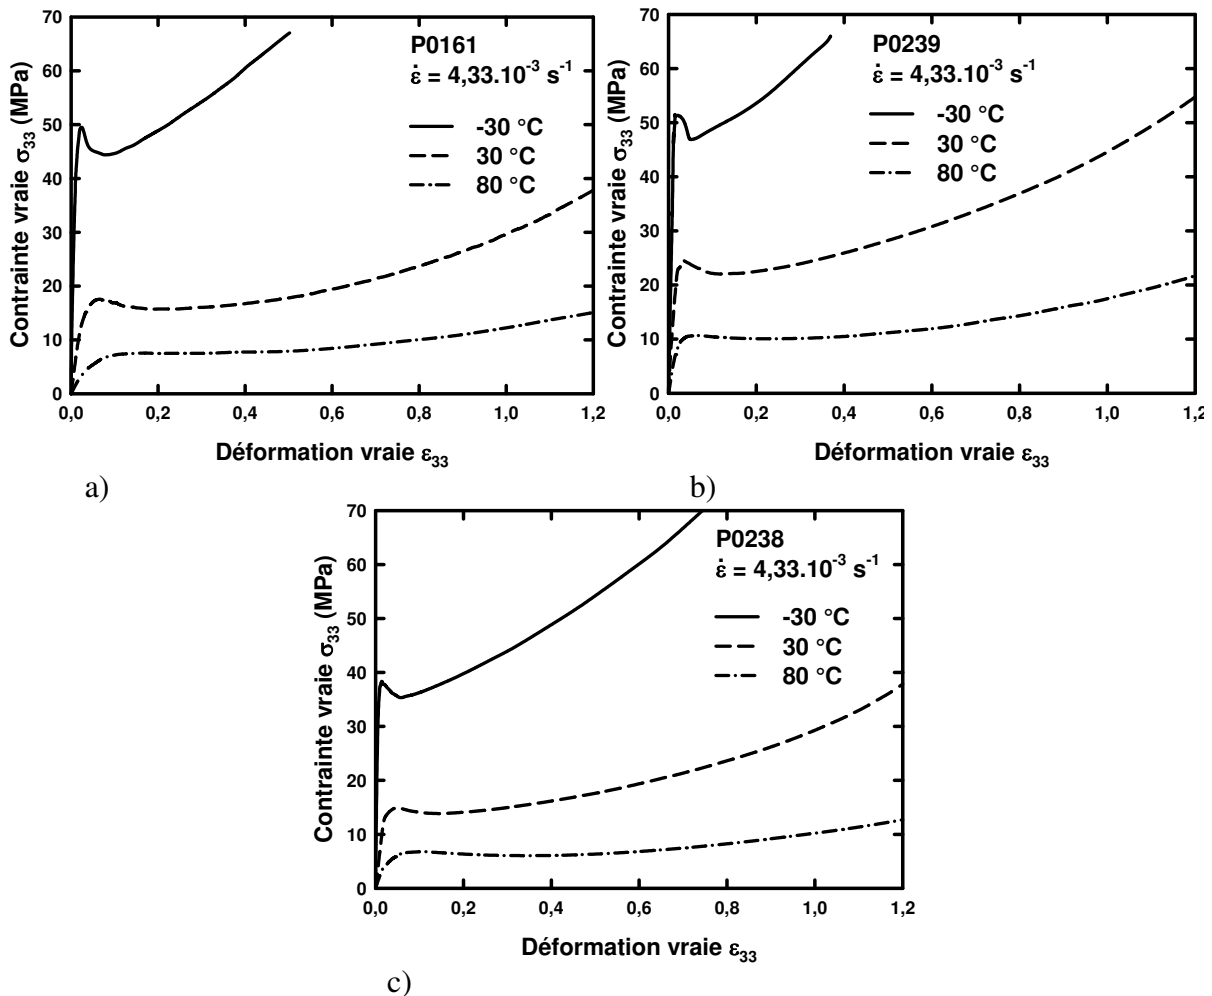 70
60
50
40
30
20
10
0
Contrainte vraie σ33 (MPa)
P0161
ε̇ = 4,33.10-3 s-1
-30 °C
30 °C
80 °C
0,0 0,2 0,4 0,6 0,8 1,0 1,2
Déformation vraie ε33
a)
70
60
50
40
30
20
10
0
Contrainte vraie σ33 (MPa)
P0239
ε̇ = 4,33.10-3 s-1
-30 °C
30 °C
80 °C
0,0 0,2 0,4 0,6 0,8 1,0 1,2
Déformation vraie ε33
b)
70
60
50
40
30
20
10
0
Contrainte vraie σ33 (MPa)
P0238
ε̇ = 4,33.10-3 s-1
-30 °C
30 °C
80 °C
0,0 0,2 0,4 0,6 0,8 1,0 1,2
Déformation vraie ε33
c)